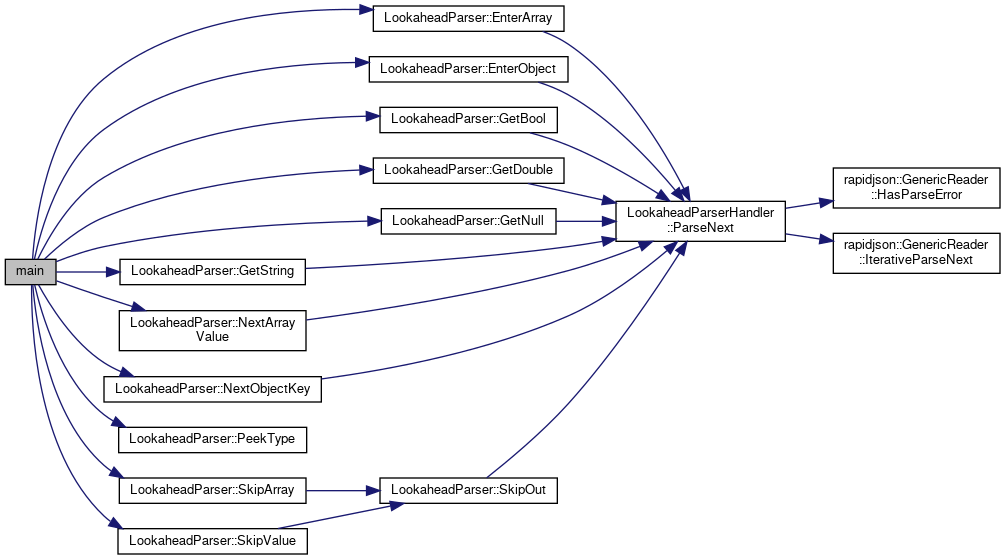 LookaheadParser::EnterArray
LookaheadParser::EnterObject
LookaheadParser::GetBool
LookaheadParser::GetDouble
LookaheadParser::GetNull
main
LookaheadParser::GetString
LookaheadParser::NextArray
Value
LookaheadParser::NextObjectKey
LookaheadParser::PeekType
LookaheadParser::SkipArray
LookaheadParser::SkipValue
LookaheadParser::SkipOut
LookaheadParserHandler
::ParseNext
rapidjson::GenericReader
::HasParseError
rapidjson::GenericReader
::IterativeParseNext